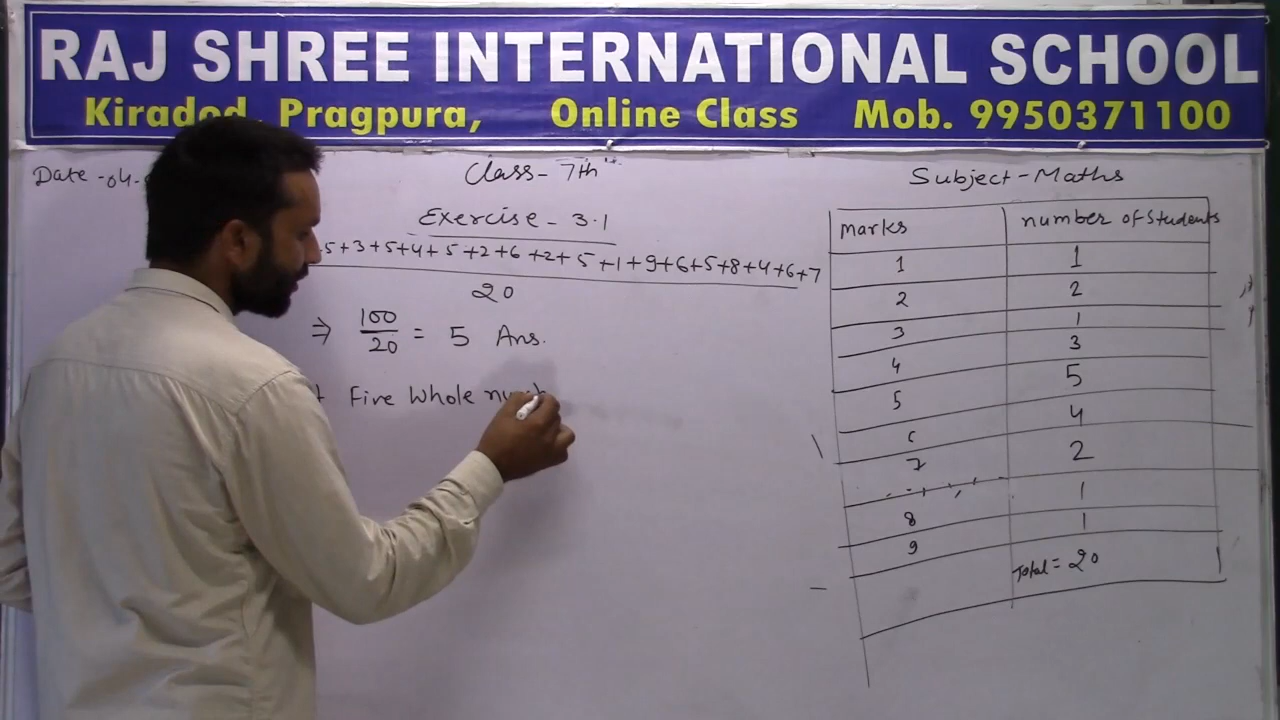 RAJ SHREE INTERNATIONAL SCHOOL
Kiradod, Pragpura, Online Class Mob. 9950371100
Date -04-
Class- 7th
Subject-Maths
Exercise - 3.1
5+3+5+4+5+2+6+2+5+1+9+6+5+8+4+6+7
20
⇒ 100/20 = 5 Ans.
Five Whole
marks number of Students
1 1
2 2
3 1
4 3
5 5
4
7 2
8 1
9 1
Total = 20